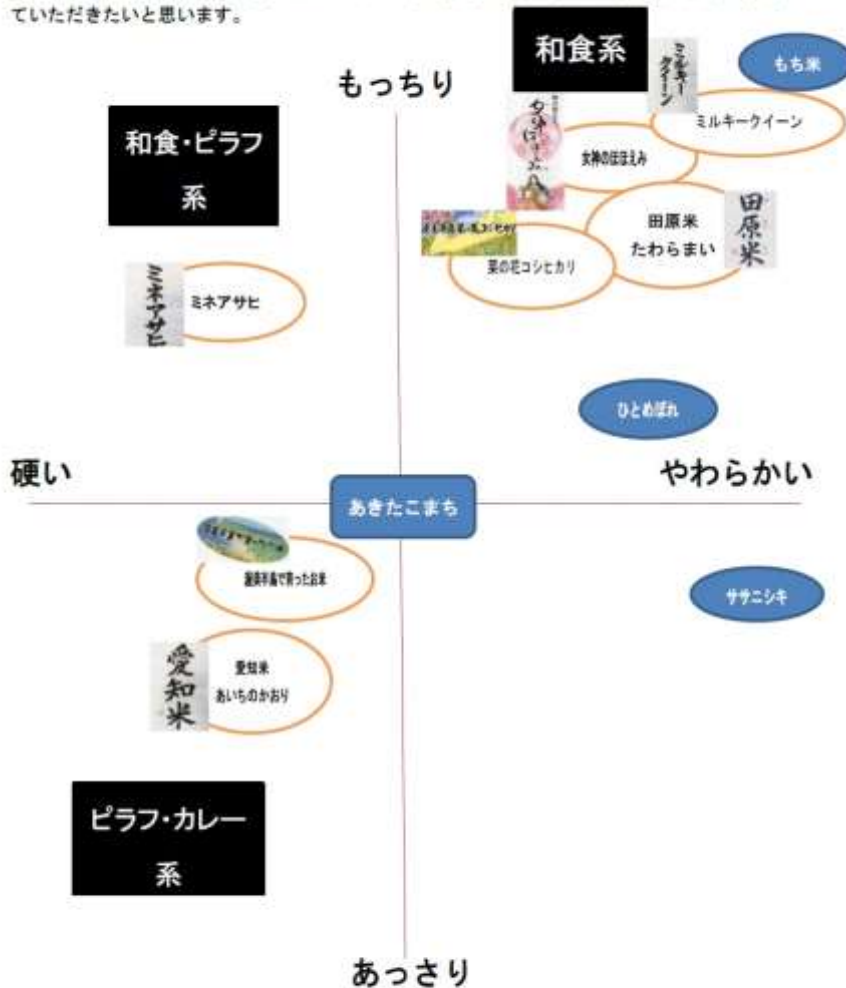 ていただきたいと思います。
和食系
ミルキー
クイーン
もち米
もっちり
ミルキークイーン
和食・ピラフ
系
女神のほほえみ
女神のほほえみ
田原米
たわらまい
田原米
菜の花コシヒカリ
ミネアサヒ
ミネアサヒ
ひとめぼれ
硬い
やわらかい
あきたこまち
渥美半島で育ったお米
ササニシキ
愛知米
愛知米
あいちのかおり
ピラフ・カレー
系
あっさり